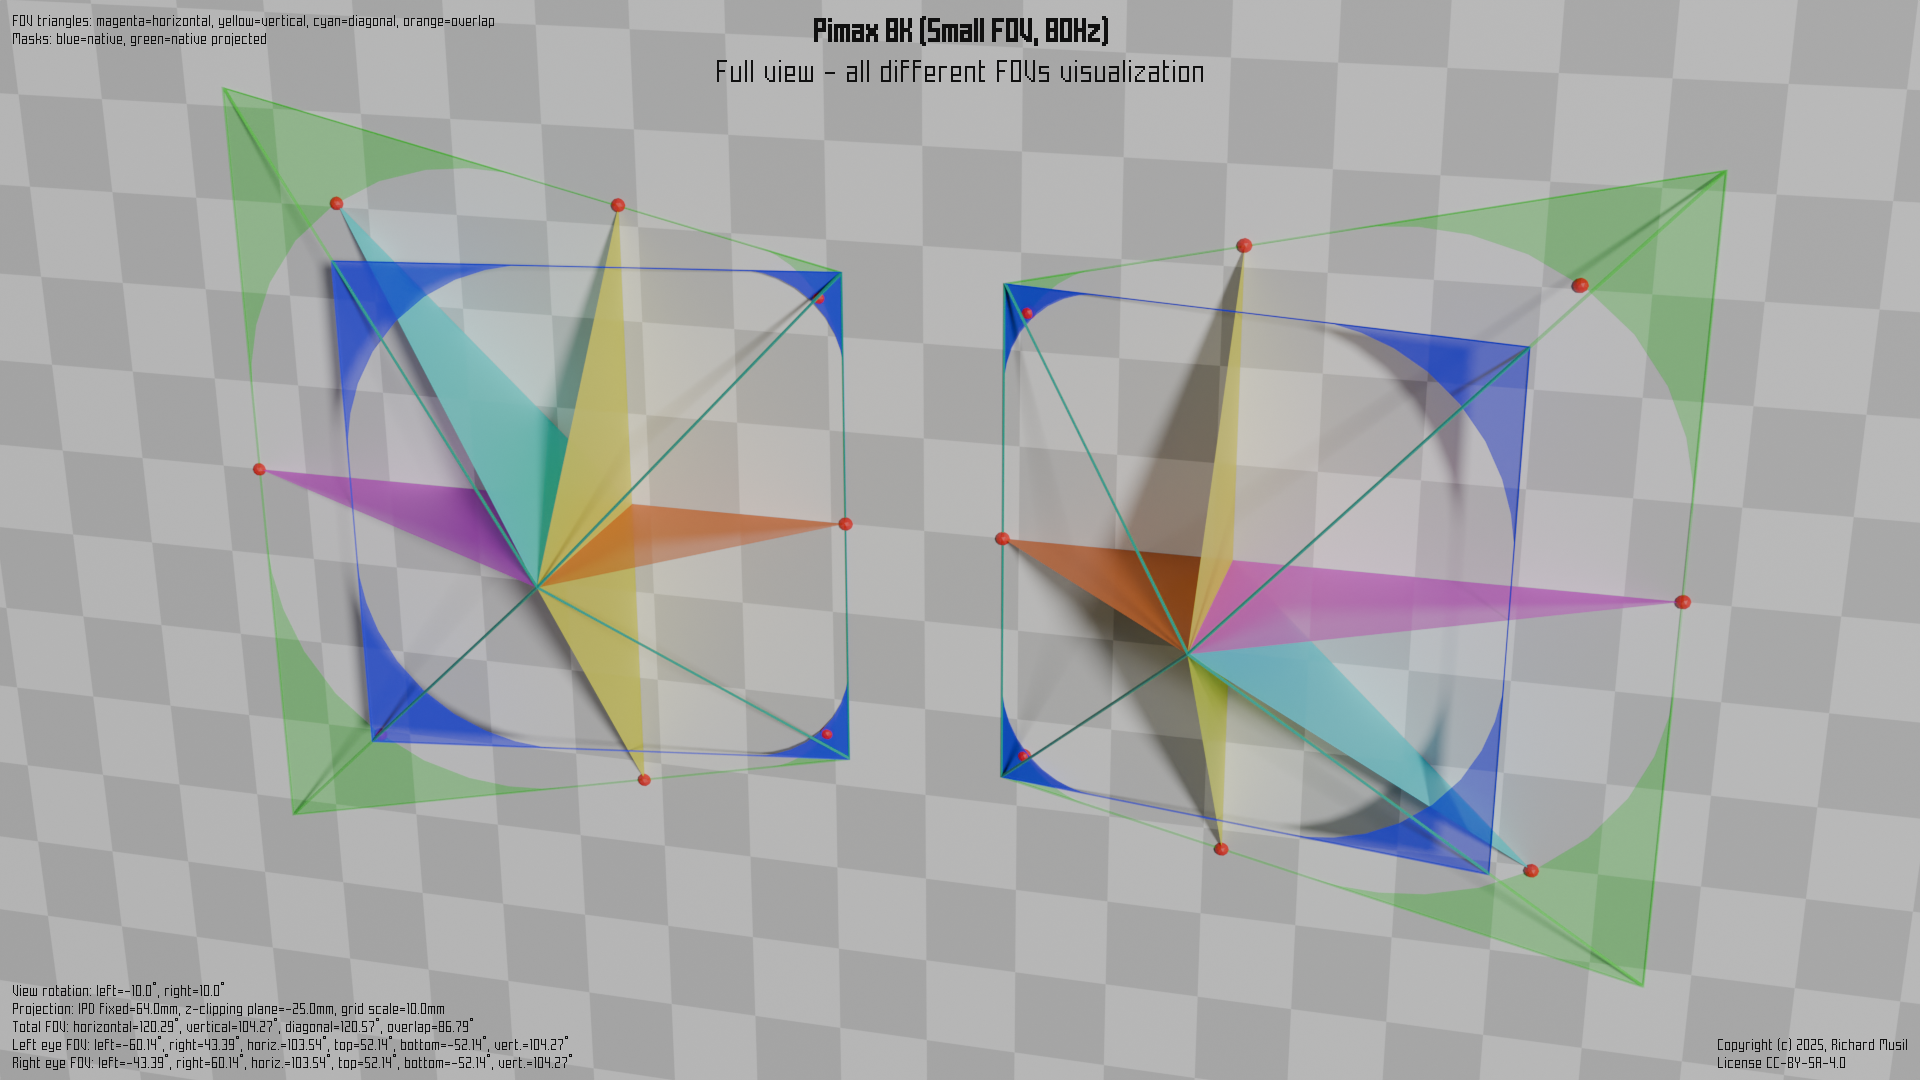 FOV triangles: magenta=horizontal, yellow=vertical, cyan=diagonal, orange=overlap
Masks: blue=native, green=native projected
Pimax 8K (Small FOV, 80Hz)
Full view - all different FOVs visualization
View rotation: left=-10.0°, right=10.0°
Projection: IPD fixed=64.0mm, z-clipping plane=-25.0mm, grid scale=10.0mm
Total FOV: horizontal=120.29°, vertical=104.27°, diagonal=120.57°, overlap=86.79°
Left eye FOV: left=-60.14°, right=43.39°, horiz.=103.54°, top=52.14°, bottom=-52.14°, vert.=104.27°
Right eye FOV: left=-43.39°, right=60.14°, horiz.=103.54°, top=52.14°, bottom=-52.14°, vert.=104.27°
Copyright (c) 2025, Richard Musil
License CC-BY-SA-4.0